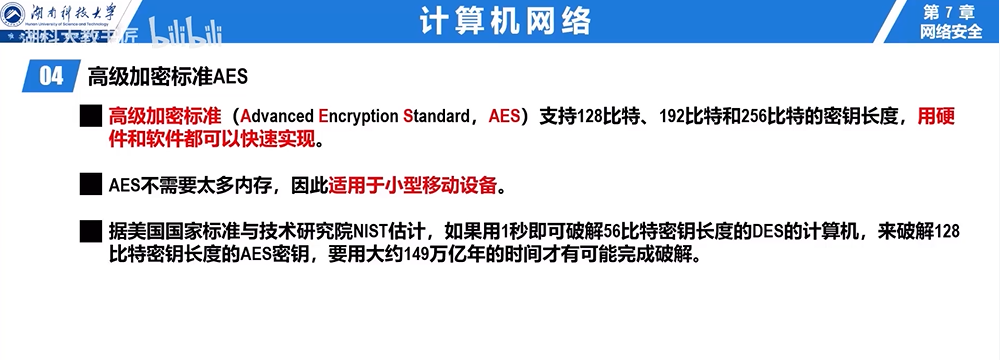 湖南科技大学
Hunan University of Science and Technology
湖科大教书匠 bilibili
计算机网络
第 7 章
网络安全
04 高级加密标准AES
高级加密标准（Advanced Encryption Standard，AES）支持128比特、192比特和256比特的密钥长度，用硬
件和软件都可以快速实现。
AES不需要太多内存，因此适用于小型移动设备。
据美国国家标准与技术研究院NIST估计，如果用1秒即可破解56比特密钥长度的DES的计算机，来破解128
比特密钥长度的AES密钥，要用大约149万亿年的时间才有可能完成破解。